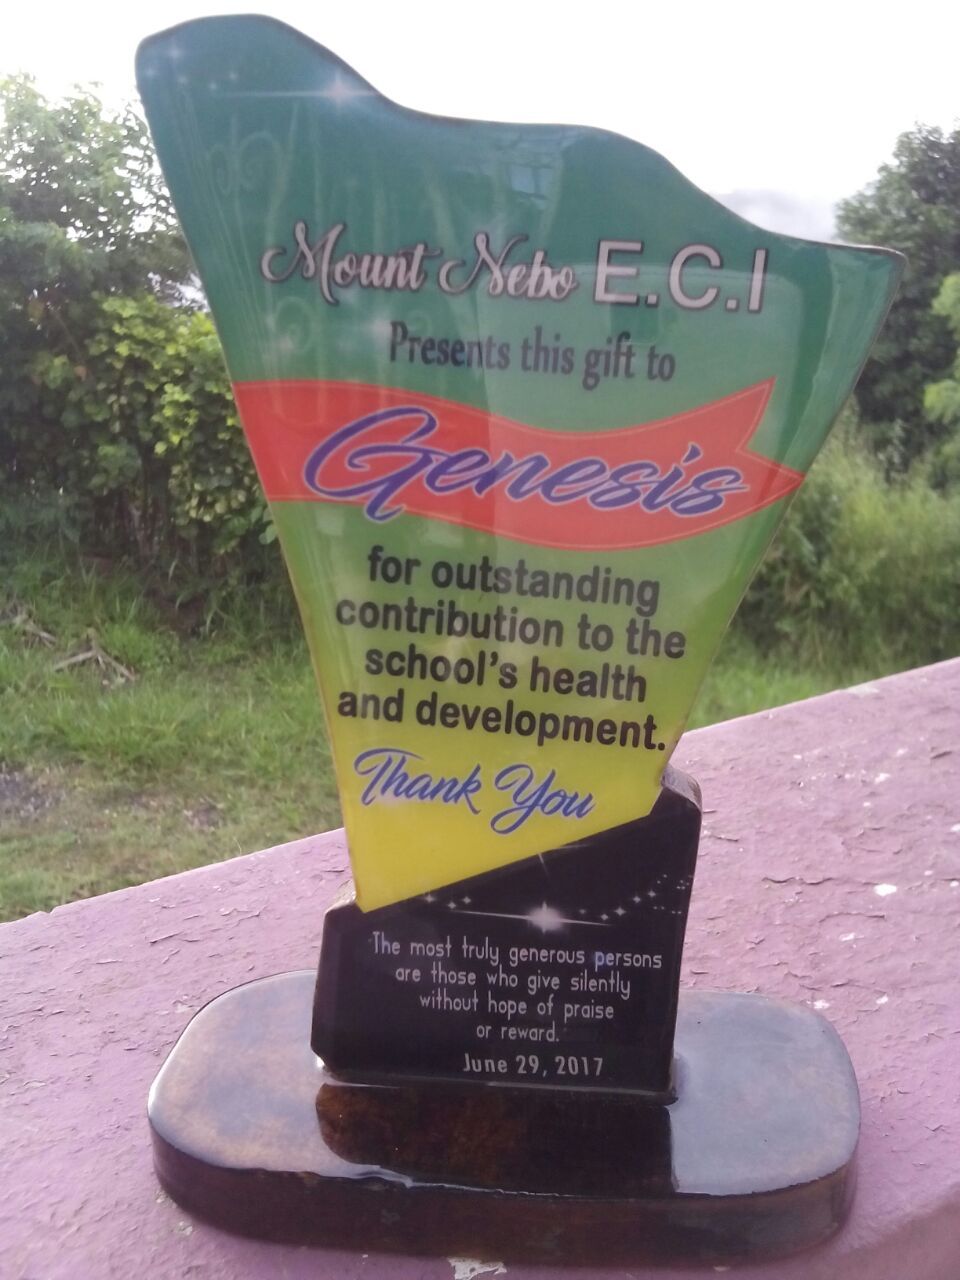 Mount Nebo E.C.I
Presents this gift to
Genesis
for outstanding
contribution to the
school's health
and development.
Thank You
The most truly generous persons
are those who give silently
without hope of praise
or reward.
June 29, 2017